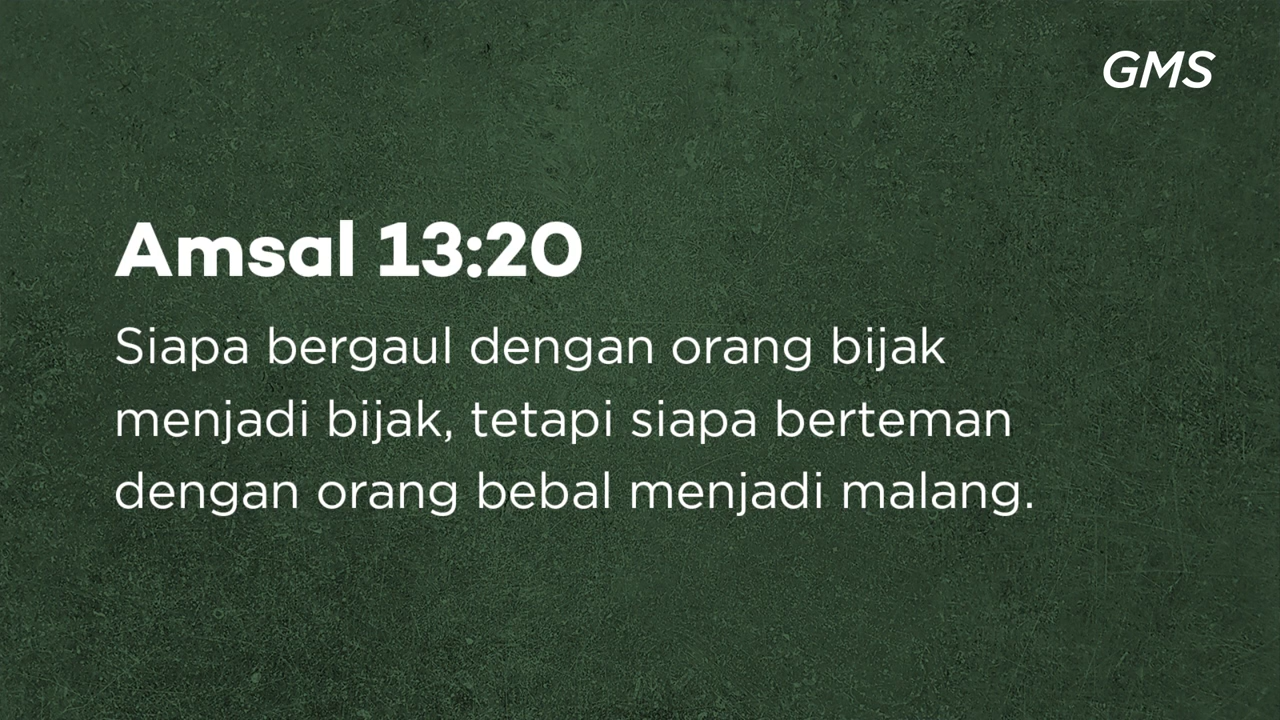 GMS
Amsal 13:20
Siapa bergaul dengan orang bijak
menjadi bijak, tetapi siapa berteman
dengan orang bebal menjadi malang.